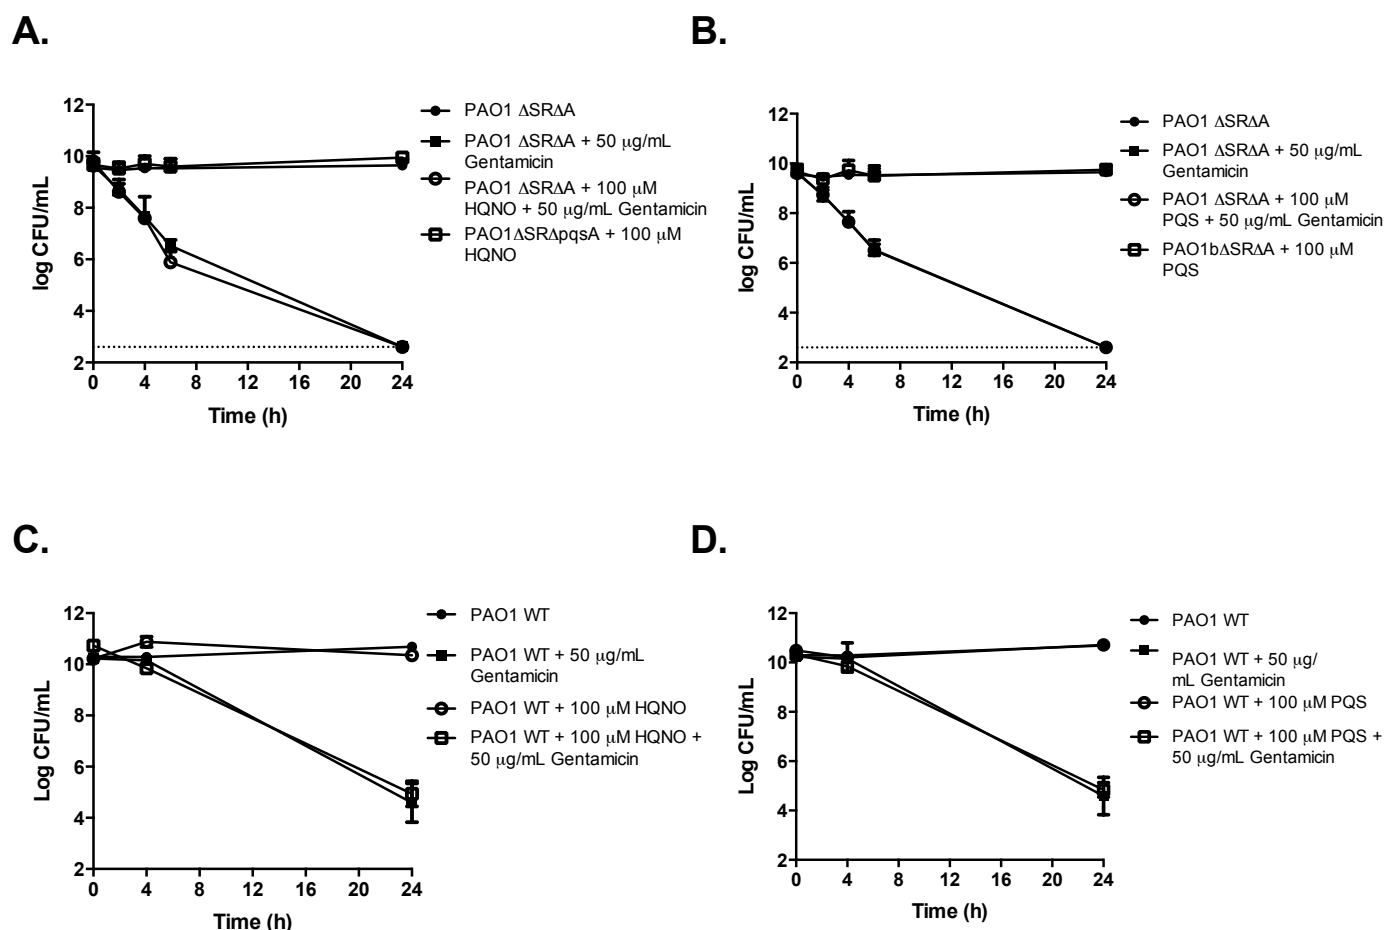 A.
12
10
8
6
4
2
log CFU/mL
0 4 8 12 16 20 24
Time (h)
PAO1 ΔSRΔA
PAO1 ΔSRΔA + 50 μg/mL
Gentamicin
PAO1 ΔSRΔA + 100 μM
HQNO + 50 μg/mL Gentamicin
PAO1ΔSRΔpqsA + 100 μM
HQNO
B.
12
10
8
6
4
2
log CFU/mL
0 4 8 12 16 20 24
Time (h)
PAO1 ΔSRΔA
PAO1 ΔSRΔA + 50 μg/mL
Gentamicin
PAO1 ΔSRΔA + 100 μM
PQS + 50 μg/mL Gentamicin
PAO1bΔSRΔA + 100 μM
PQS
C.
12
10
8
6
4
2
Log CFU/mL
0 4 8 12 16 20 24
Time (h)
PAO1 WT
PAO1 WT + 50 μg/mL
Gentamicin
PAO1 WT + 100 μM HQNO
PAO1 WT + 100 μM HQNO +
50 μg/mL Gentamicin
D.
12
10
8
6
4
2
Log CFU/mL
0 4 8 12 16 20 24
Time (h)
PAO1 WT
PAO1 WT + 50 μg/
mL Gentamicin
PAO1 WT + 100 μM PQS
PAO1 WT + 100 μM PQS +
50 μg/mL Gentamicin